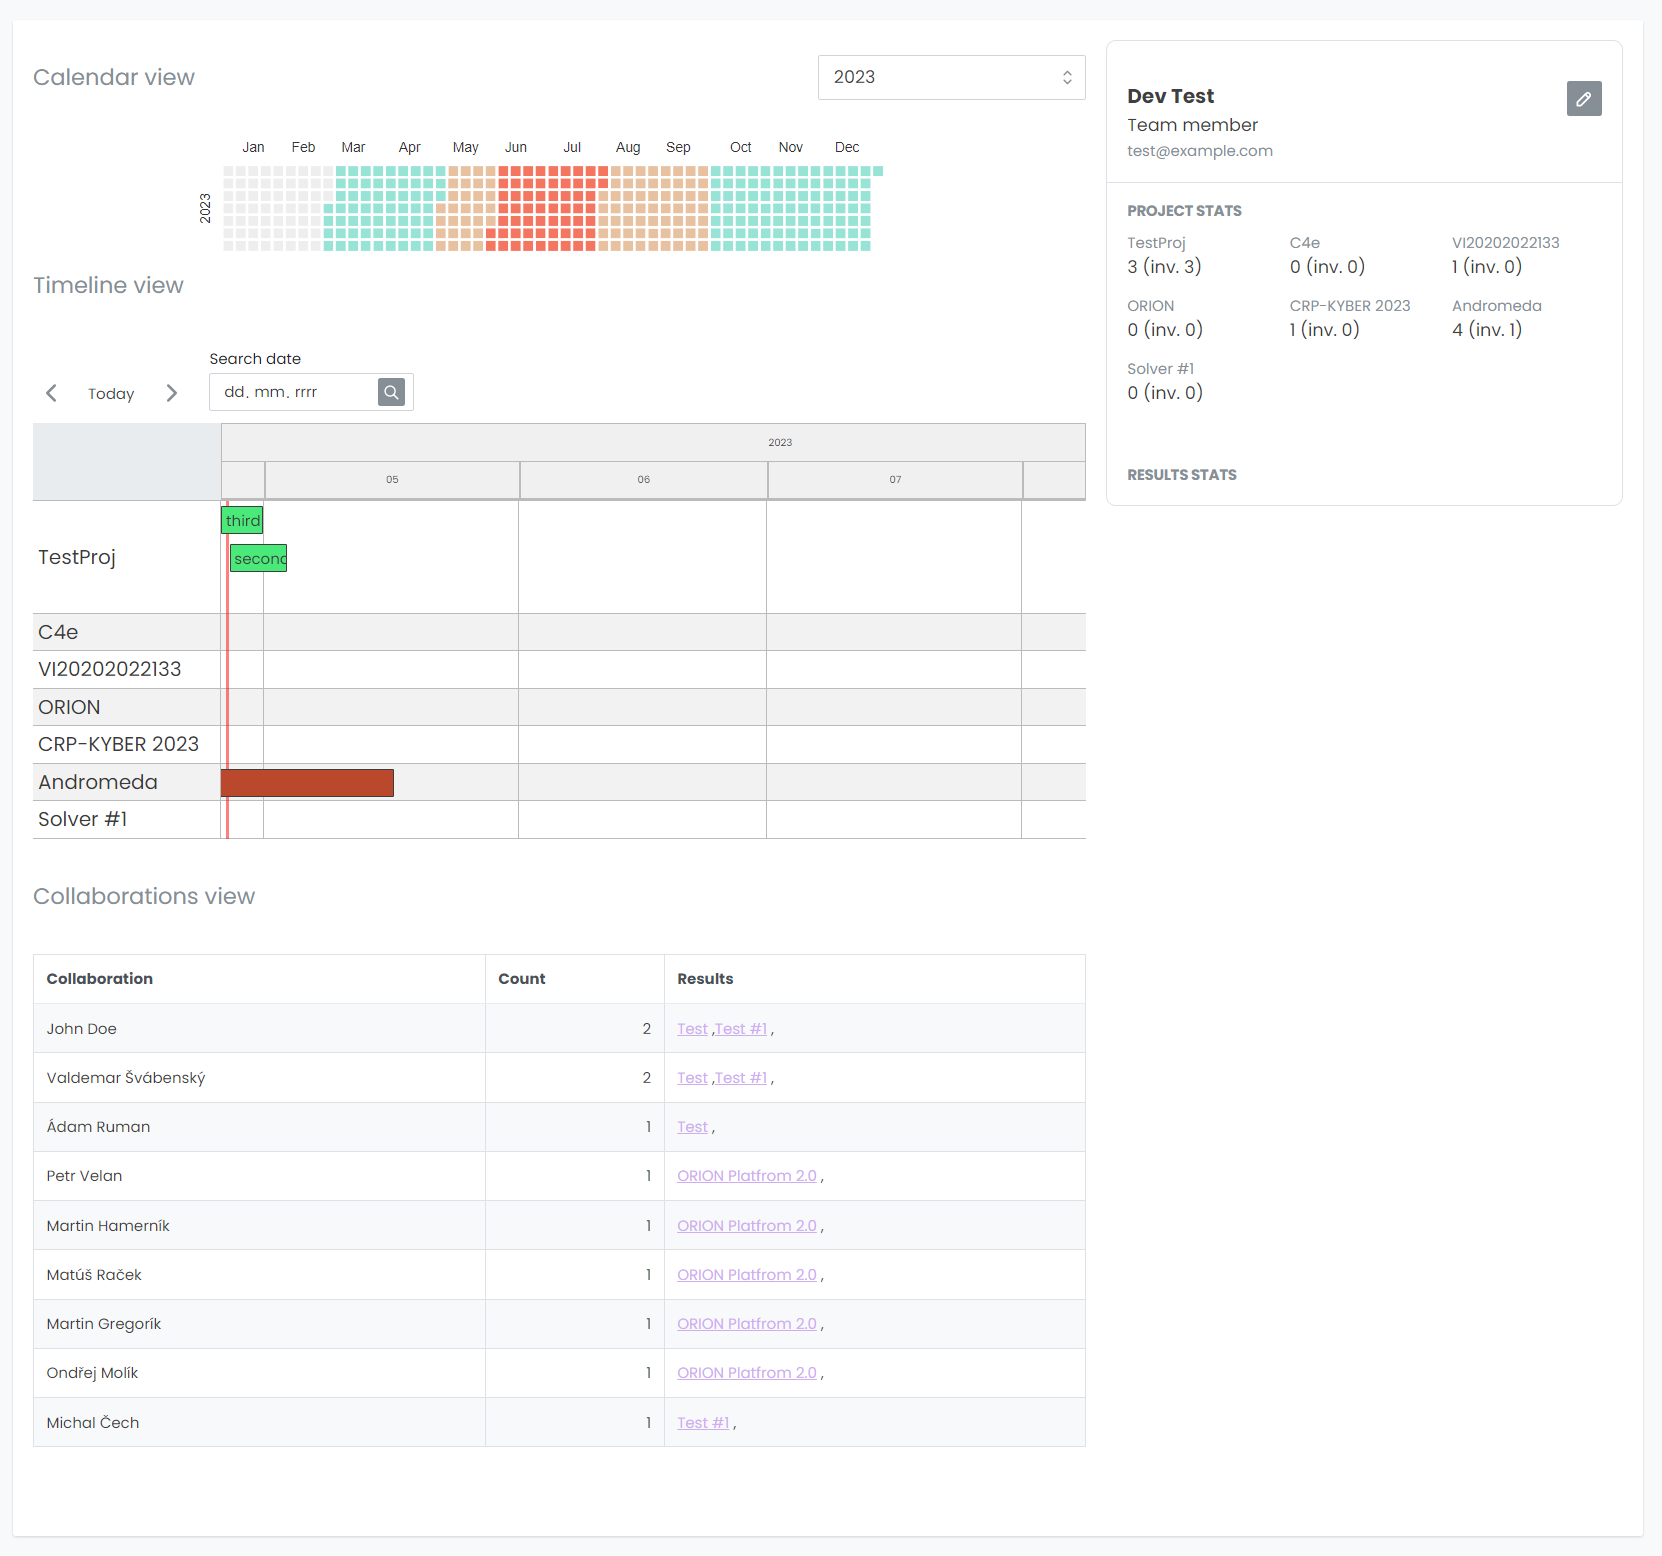 Calendar view
2023
Jan Feb Mar Apr May Jun Jul Aug Sep Oct Nov Dec
2023
Timeline view
Search date
Today
dd. mm. rrrr
2023
05 06 07
TestProj
third
second
C4e
VI20202022133
ORION
CRP-KYBER 2023
Andromeda
Solver #1
Collaborations view
Collaboration Count Results
John Doe 2 Test ,Test #1 ,
Valdemar Švábenský 2 Test ,Test #1 ,
Ádam Ruman 1 Test ,
Petr Velan 1 ORION Platfrom 2.0 ,
Martin Hamerník 1 ORION Platfrom 2.0 ,
Matúš Raček 1 ORION Platfrom 2.0 ,
Martin Gregorík 1 ORION Platfrom 2.0 ,
Ondřej Molík 1 ORION Platfrom 2.0 ,
Michal Čech 1 Test #1 ,
Dev Test
Team member
test@example.com
PROJECT STATS
TestProj C4e VI20202022133
3 (inv. 3) 0 (inv. 0) 1 (inv. 0)
ORION CRP-KYBER 2023 Andromeda
0 (inv. 0) 1 (inv. 0) 4 (inv. 1)
Solver #1
0 (inv. 0)
RESULTS STATS